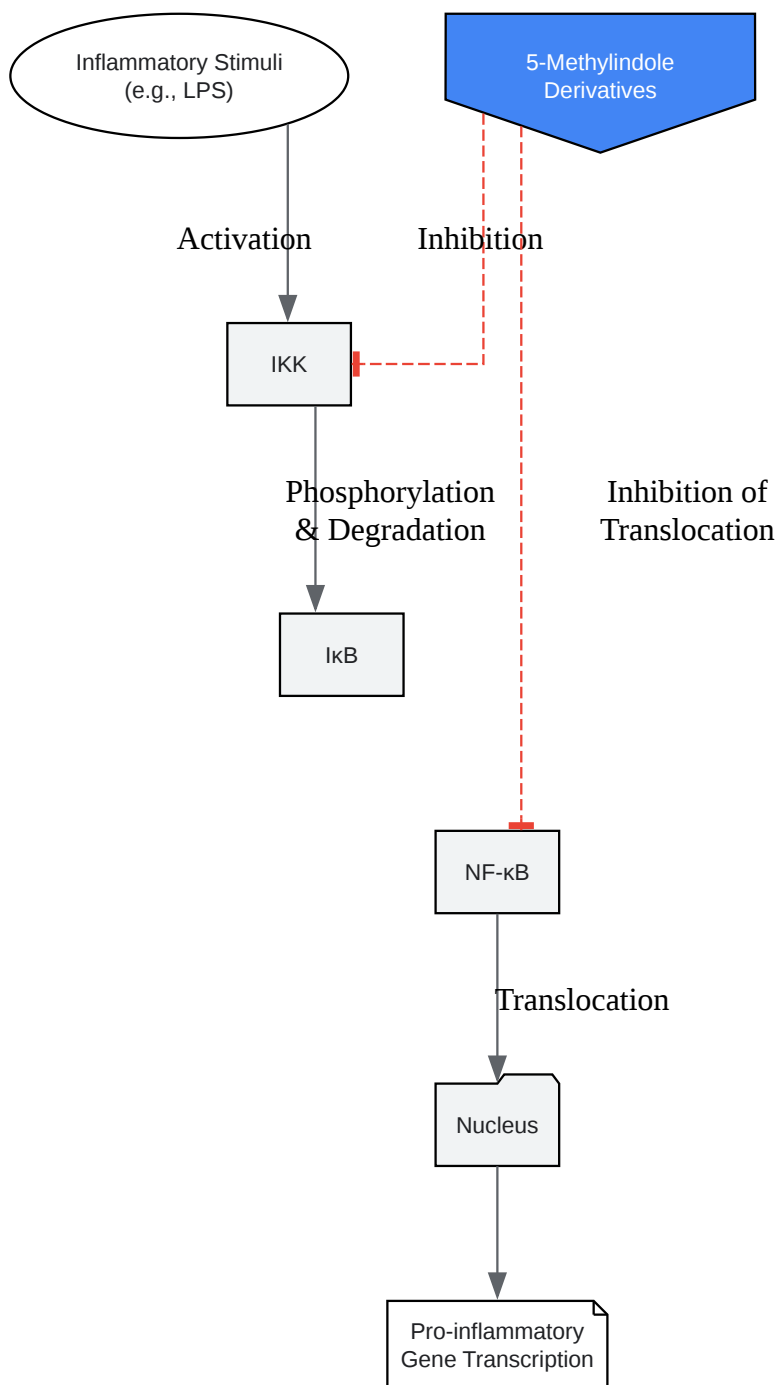 Inflammatory Stimuli
(e.g., LPS)
5-Methylindole
Derivatives
Activation
Inhibition
IKK
Phosphorylation
& Degradation
Inhibition of
Translocation
IκB
NF-κB
Translocation
Nucleus
Pro-inflammatory
Gene Transcription